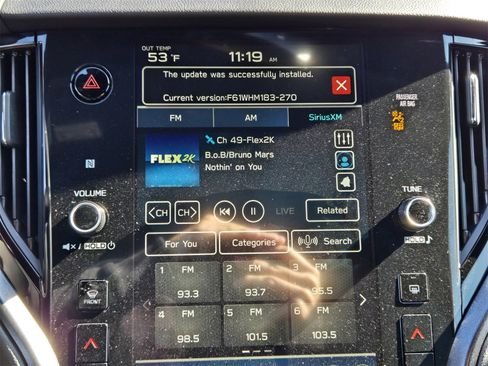 OUT TEMP
53 °F
11:19 AM
The update was successfully installed.
Current version:F61WHM1B3-270
PASSENGER
AIR BAG
FM AM SiriusXM
Ch 49-Flex2K
FLEX2K
B.o.B/Bruno Mars
Nothin' on You
VOLUME
TUNE
<CH CH> LIVE Related
HOLD
HOLD
For You Categories Search
FRONT
1 FM 93.3
2 FM 93.7
3 FM 95.5
4 FM 98.5
5 FM 101.5
6 FM 103.5